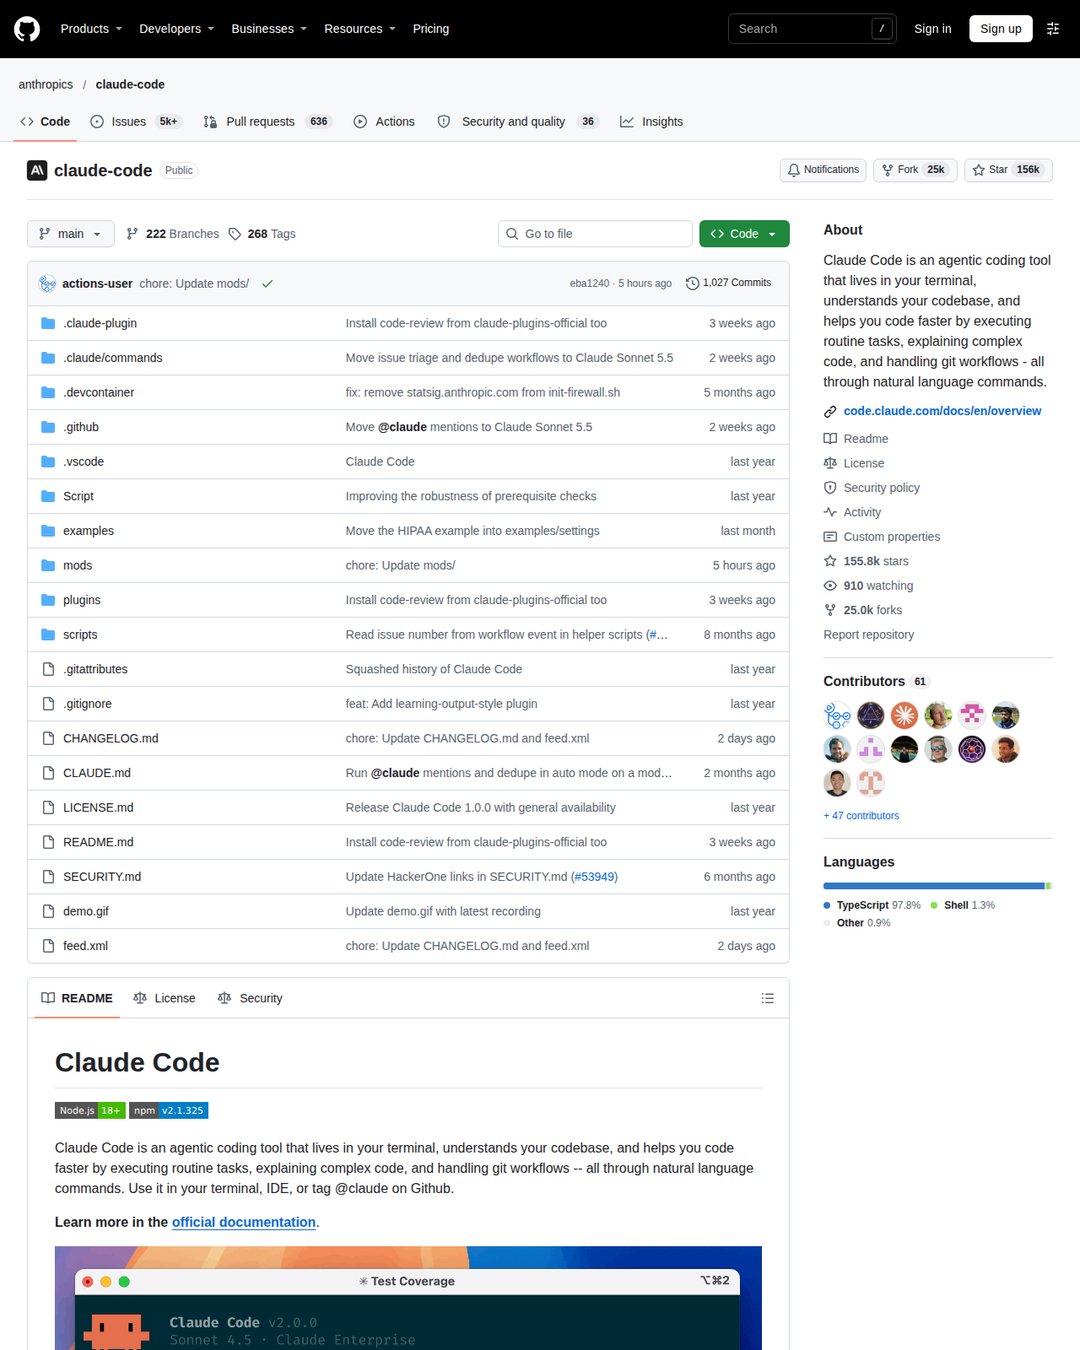 Products Developers Businesses Resources Pricing Search / Sign in Sign up
anthropics / claude-code
Code Issues 5k+ Pull requests 636 Actions Security and quality 36 Insights
claude-code Public Notifications Fork 25k Star 156k
main 222 Branches 268 Tags Go to file Code
actions-user chore: Update mods/ eba1240 · 5 hours ago 1,027 Commits
.claude-plugin Install code-review from claude-plugins-official too 3 weeks ago
.claude/commands Move issue triage and dedupe workflows to Claude Sonnet 5.5 2 weeks ago
.devcontainer fix: remove statsig.anthropic.com from init-firewall.sh 5 months ago
.github Move @claude mentions to Claude Sonnet 5.5 2 weeks ago
.vscode Claude Code last year
Script Improving the robustness of prerequisite checks last year
examples Move the HIPAA example into examples/settings last month
mods chore: Update mods/ 5 hours ago
plugins Install code-review from claude-plugins-official too 3 weeks ago
scripts Read issue number from workflow event in helper scripts (#… 8 months ago
.gitattributes Squashed history of Claude Code last year
.gitignore feat: Add learning-output-style plugin last year
CHANGELOG.md chore: Update CHANGELOG.md and feed.xml 2 days ago
CLAUDE.md Run @claude mentions and dedupe in auto mode on a mod… 2 months ago
LICENSE.md Release Claude Code 1.0.0 with general availability last year
README.md Install code-review from claude-plugins-official too 3 weeks ago
SECURITY.md Update HackerOne links in SECURITY.md (#53949) 6 months ago
demo.gif Update demo.gif with latest recording last year
feed.xml chore: Update CHANGELOG.md and feed.xml 2 days ago
README License Security
Claude Code
Node.js 18+ npm v2.1.325
Claude Code is an agentic coding tool that lives in your terminal, understands your codebase, and helps you code
faster by executing routine tasks, explaining complex code, and handling git workflows -- all through natural language
commands. Use it in your terminal, IDE, or tag @claude on Github.
Learn more in the official documentation.
✳ Test Coverage ⌥⌘2
Claude Code v2.0.0
Sonnet 4.5 · Claude Enterprise
About
Claude Code is an agentic coding tool
that lives in your terminal,
understands your codebase, and
helps you code faster by executing
routine tasks, explaining complex
code, and handling git workflows - all
through natural language commands.
code.claude.com/docs/en/overview
Readme
License
Security policy
Activity
Custom properties
155.8k stars
910 watching
25.0k forks
Report repository
Contributors 61
+ 47 contributors
Languages
TypeScript 97.8% Shell 1.3%
Other 0.9%